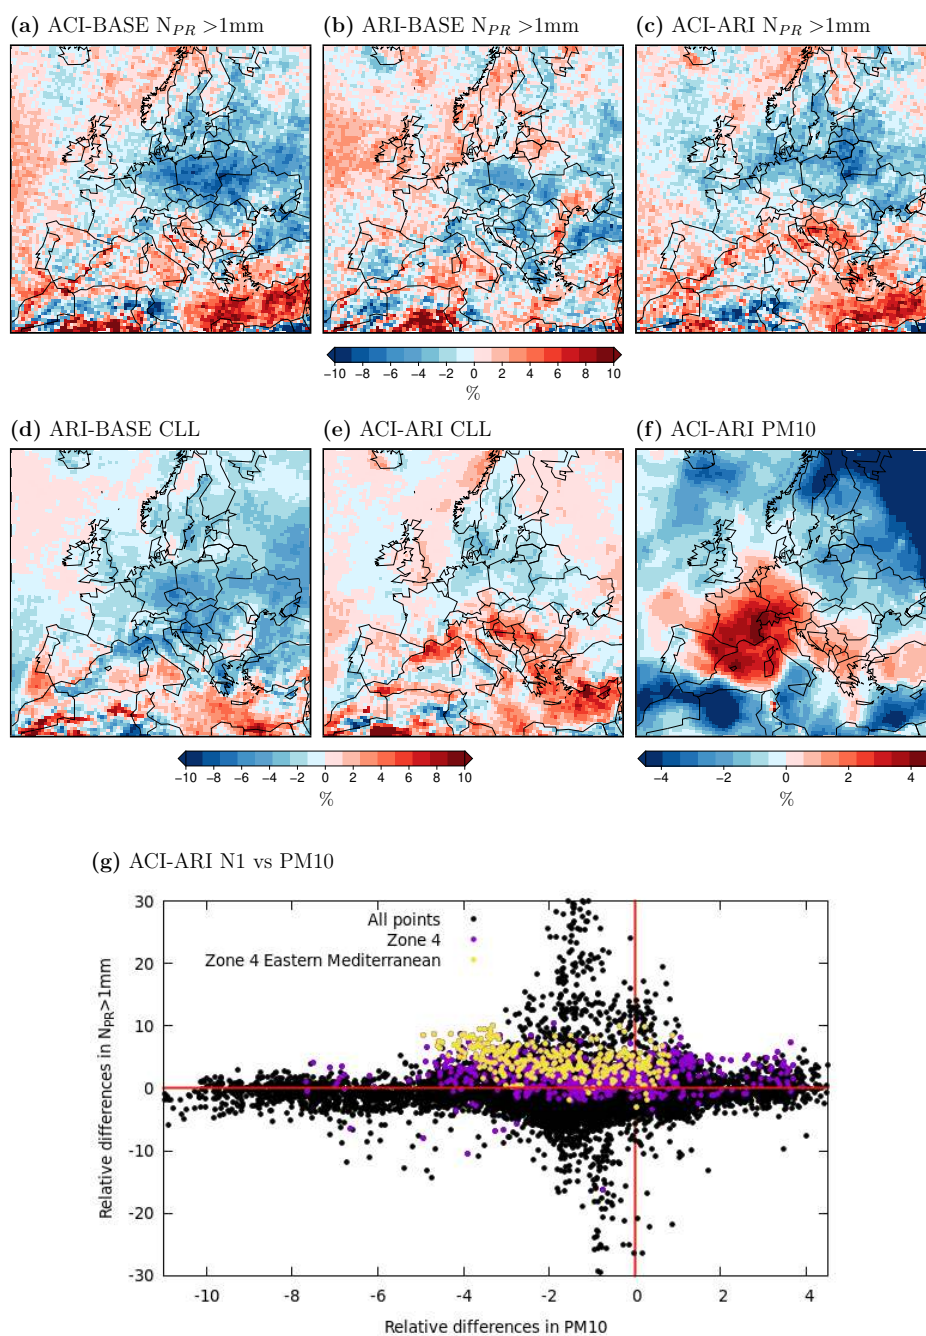 (a) ACI-BASE N_PR >1mm (b) ARI-BASE N_PR >1mm (c) ACI-ARI N_PR >1mm
−10 −8 −6 −4 −2 0 2 4 6 8 10
%
(d) ARI-BASE CLL (e) ACI-ARI CLL (f) ACI-ARI PM10
−10 −8 −6 −4 −2 0 2 4 6 8 10
%
−4 −2 0 2 4
%
(g) ACI-ARI N1 vs PM10
Relative differences in N_PR>1mm
30
20
10
0
-10
-20
-30
All points
Zone 4
Zone 4 Eastern Mediterranean
-10 -8 -6 -4 -2 0 2 4
Relative differences in PM10